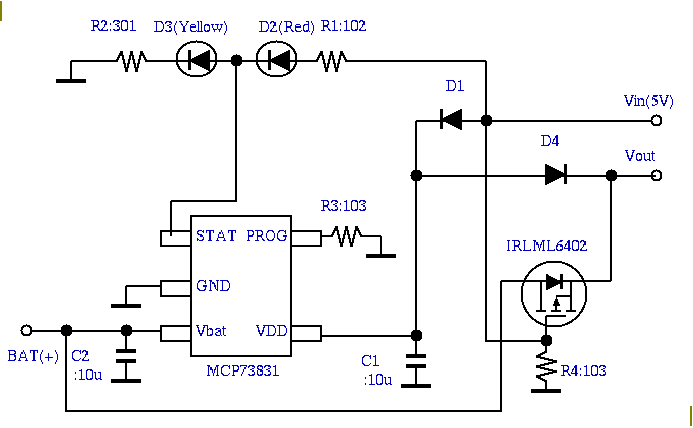 R2:301
D3(Yellow)
D2(Red)
R1:102
D1
Vin(5V)
D4
Vout
R3:103
STAT
PROG
IRLML6402
GND
Vbat
VDD
BAT(+)
C2
:10u
MCP73831
C1
:10u
R4:103